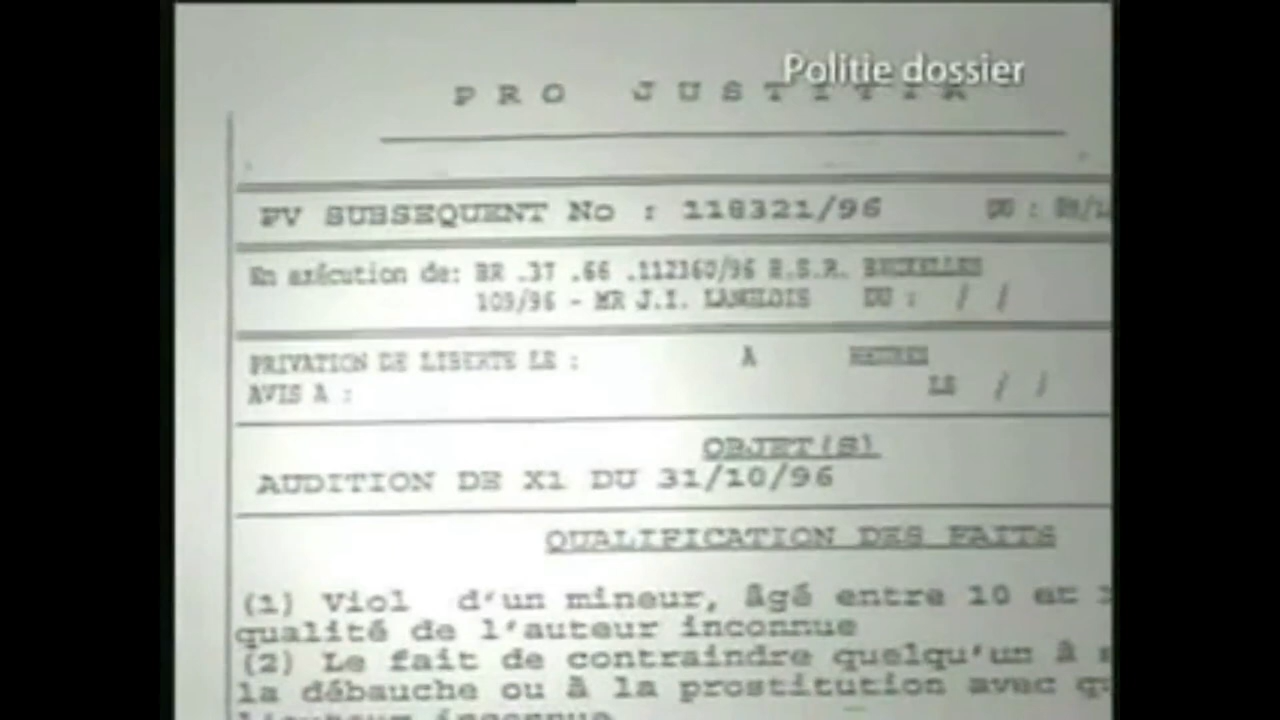 Politie dossier
PRO JUSTITIA
PV SUBSEQUENT No : 118321/96
En exécution de: BR .37 .66 .112360/96 B.S.R. BRUXELLES
109/96 - MR J.I. LANGLOIS DU : / /
PRIVATION DE LIBERTE LE : A HEURES
AVIS A : LE / /
OBJET(S)
AUDITION DE X1 DU 31/10/96
QUALIFICATION DES FAITS
(1) Viol d'un mineur, âgé entre 10 et
qualité de l'auteur inconnue
(2) Le fait de contraindre quelqu'un à
la débauche ou à la prostitution avec
inconnue